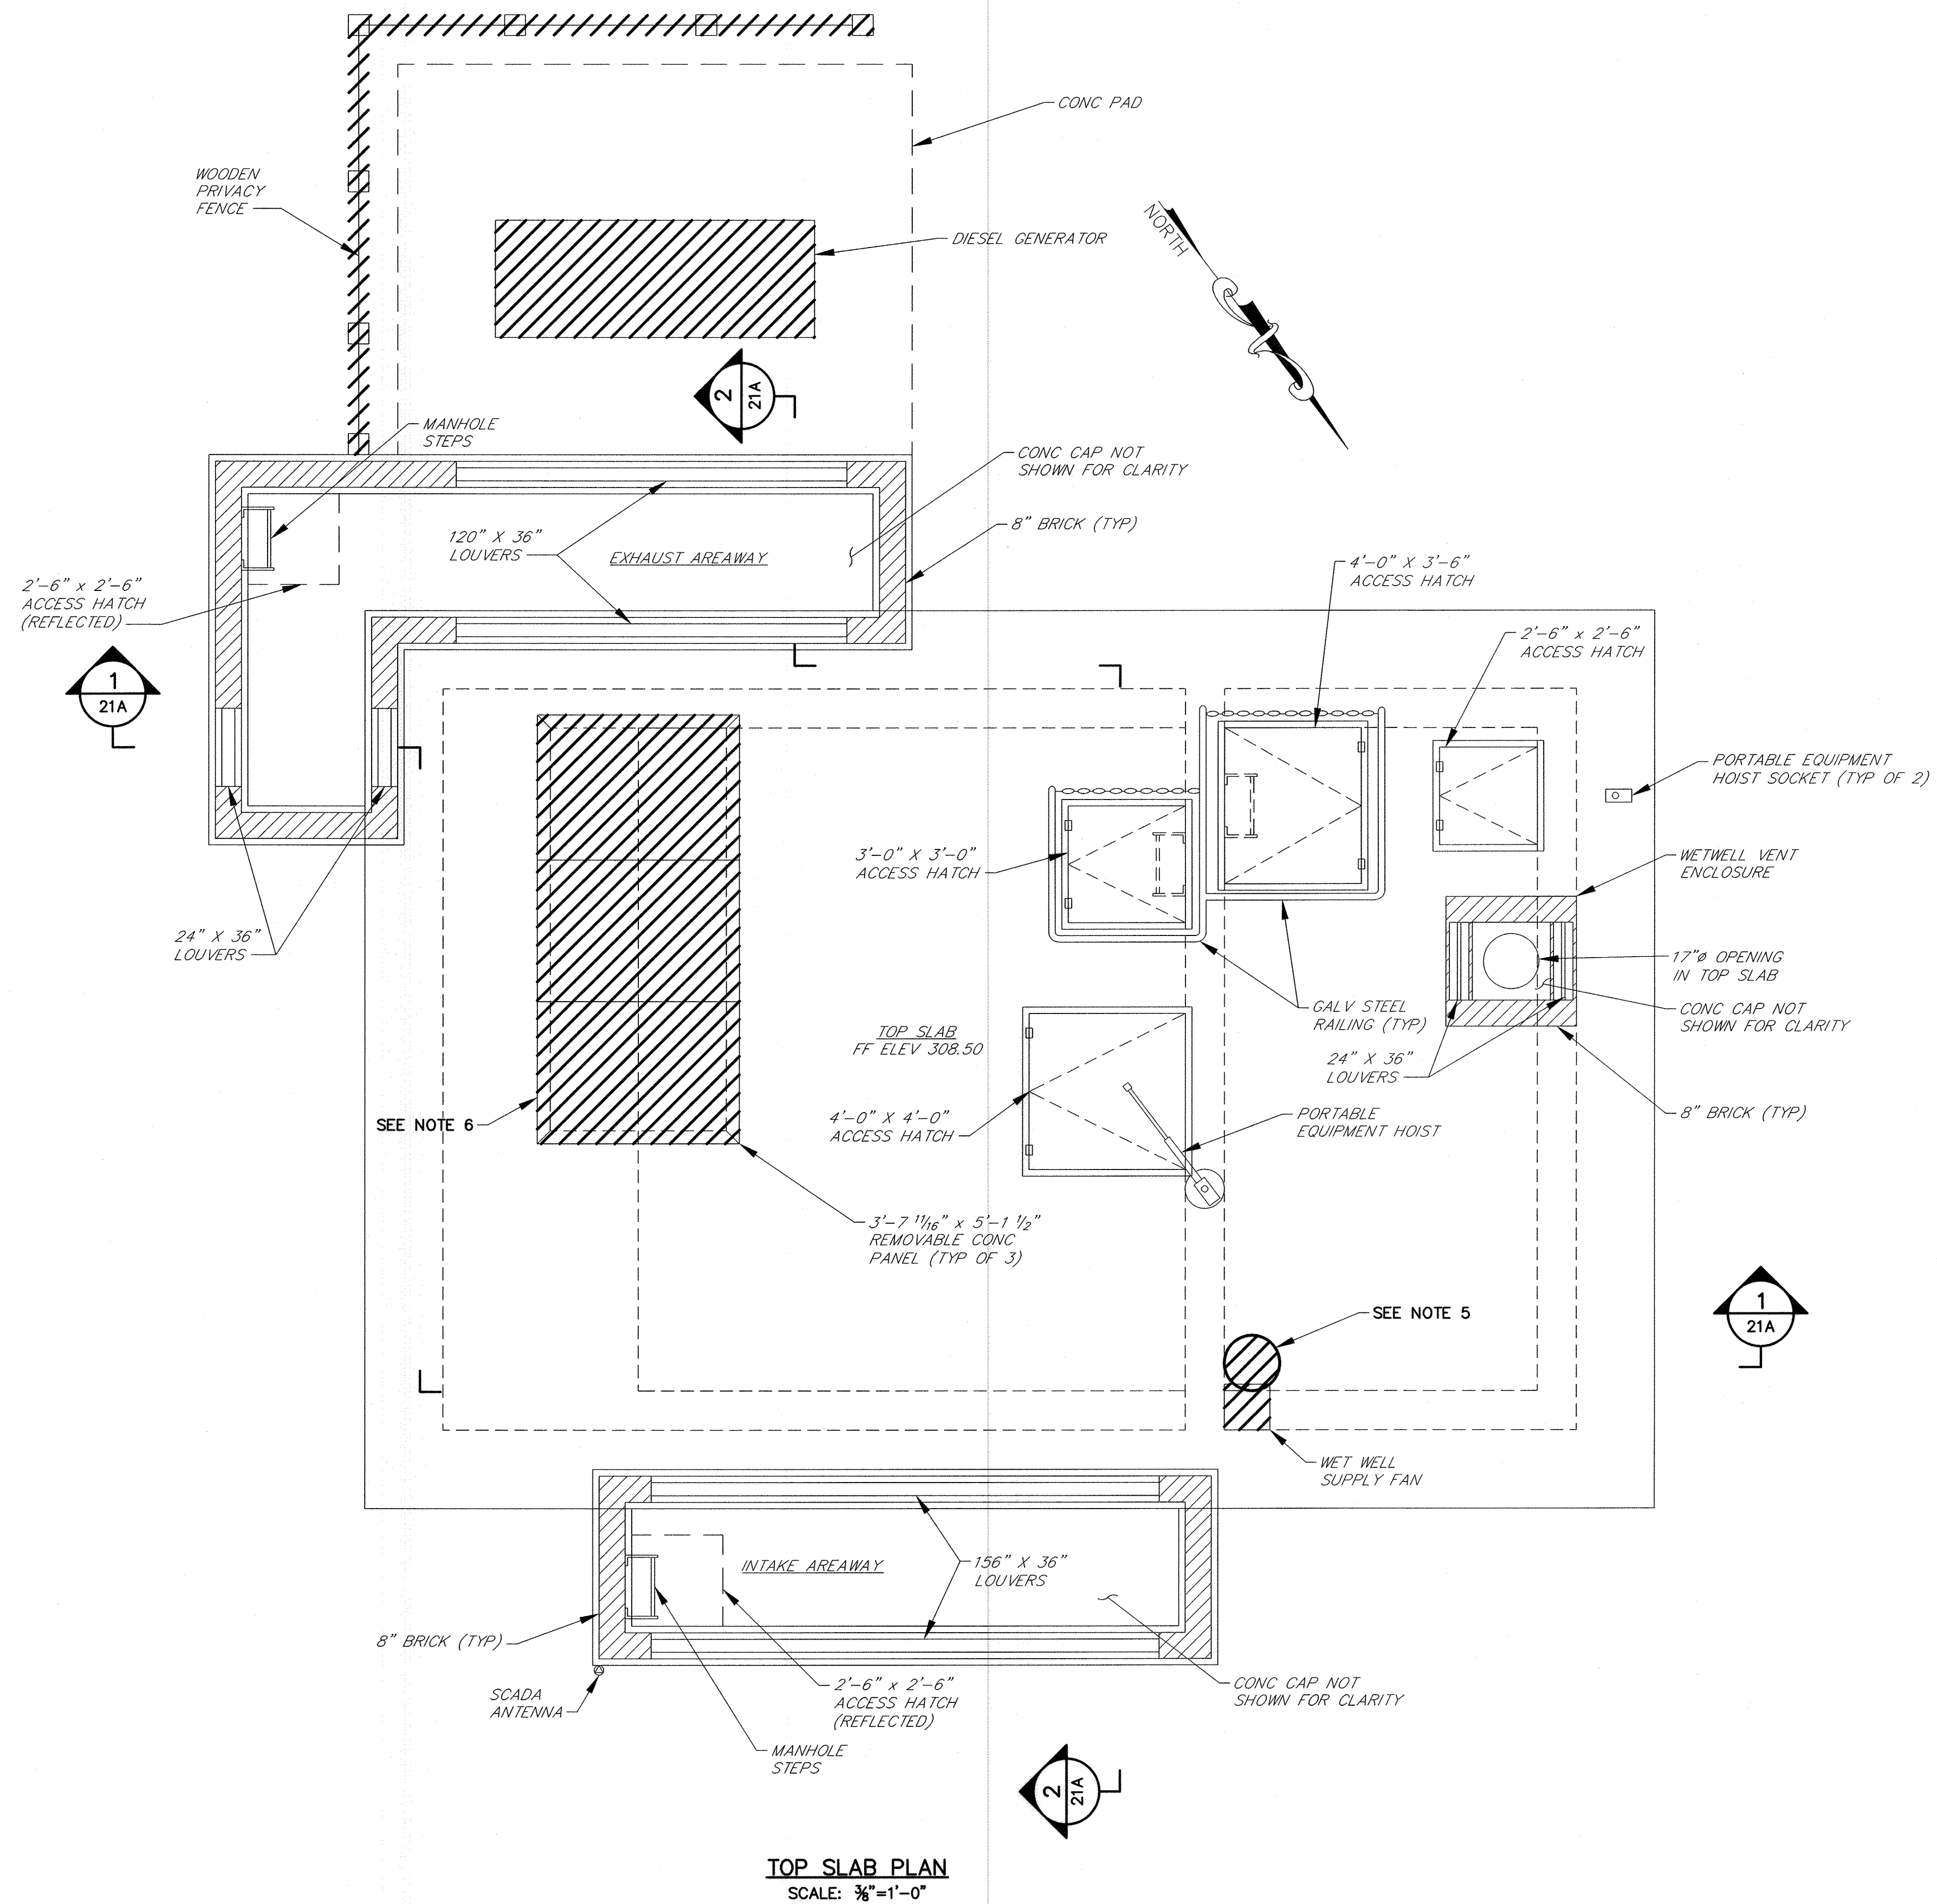 CONC PAD
WOODEN
PRIVACY
FENCE
NORTH
DIESEL GENERATOR
2
21A
MANHOLE
STEPS
CONC CAP NOT
SHOWN FOR CLARITY
8" BRICK (TYP)
120" X 36"
LOUVERS
EXHAUST AREAWAY
4'-0" X 3'-6"
ACCESS HATCH
2'-6" x 2'-6"
ACCESS HATCH
(REFLECTED)
2'-6" x 2'-6"
ACCESS HATCH
1
21A
PORTABLE EQUIPMENT
HOIST SOCKET (TYP OF 2)
3'-0" X 3'-0"
ACCESS HATCH
WETWELL VENT
ENCLOSURE
24" X 36"
LOUVERS
17"ø OPENING
IN TOP SLAB
GALV STEEL
RAILING (TYP)
CONC CAP NOT
SHOWN FOR CLARITY
TOP SLAB
FF ELEV 308.50
24" X 36"
LOUVERS
SEE NOTE 6
4'-0" X 4'-0"
ACCESS HATCH
PORTABLE
EQUIPMENT HOIST
8" BRICK (TYP)
3'-7 11/16" x 5'-1 1/2"
REMOVABLE CONC
PANEL (TYP OF 3)
SEE NOTE 5
1
21A
WET WELL
SUPPLY FAN
INTAKE AREAWAY
156" X 36"
LOUVERS
8" BRICK (TYP)
SCADA
ANTENNA
2'-6" x 2'-6"
ACCESS HATCH
(REFLECTED)
CONC CAP NOT
SHOWN FOR CLARITY
MANHOLE
STEPS
2
21A
TOP SLAB PLAN
SCALE: 3/8"=1'-0"